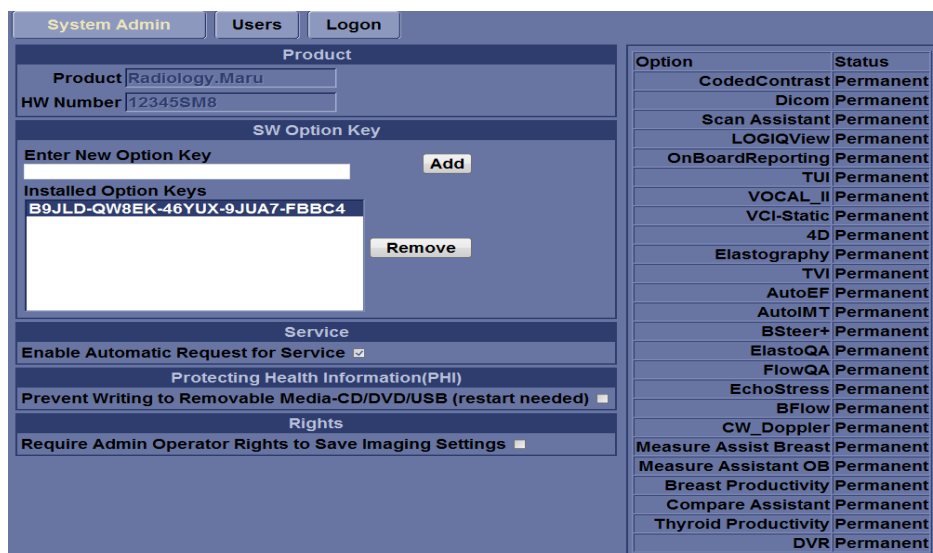 System Admin
Users
Logon
Product
Product Radiology.Maru
HW Number 12345SM8
SW Option Key
Enter New Option Key
Add
Installed Option Keys
B9JLD-QW8EK-46YUX-9JUA7-FBBC4
Remove
Service
Enable Automatic Request for Service
Protecting Health Information(PHI)
Prevent Writing to Removable Media-CD/DVD/USB (restart needed)
Rights
Require Admin Operator Rights to Save Imaging Settings
Option Status
CodedContrast Permanent
Dicom Permanent
Scan Assistant Permanent
LOGIQView Permanent
OnBoardReporting Permanent
TUI Permanent
VOCAL_II Permanent
VCI-Static Permanent
4D Permanent
Elastography Permanent
TVI Permanent
AutoEF Permanent
AutoIMT Permanent
BSteer+ Permanent
ElastoQA Permanent
FlowQA Permanent
EchoStress Permanent
BFlow Permanent
CW_Doppler Permanent
Measure Assist Breast Permanent
Measure Assistant OB Permanent
Breast Productivity Permanent
Compare Assistant Permanent
Thyroid Productivity Permanent
DVR Permanent